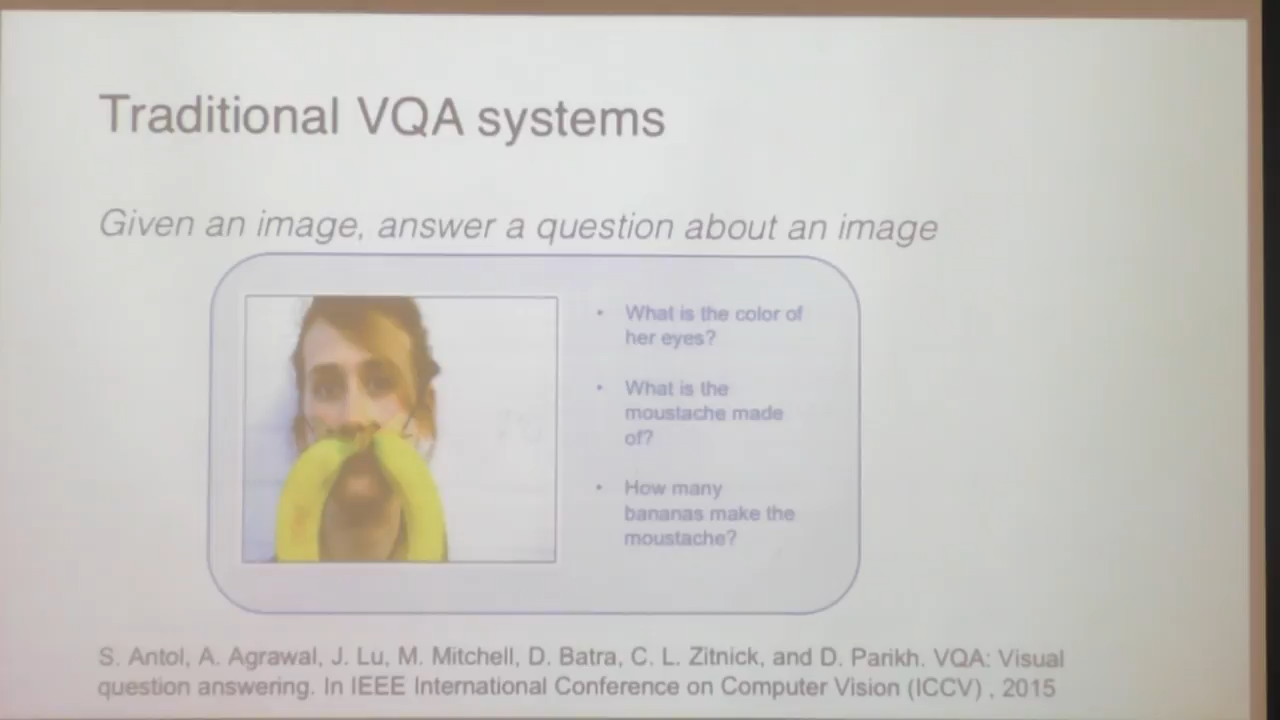 Traditional VQA systems
Given an image, answer a question about an image
• What is the color of
her eyes?
• What is the
moustache made
of?
• How many
bananas make the
moustache?
S. Antol, A. Agrawal, J. Lu, M. Mitchell, D. Batra, C. L. Zitnick, and D. Parikh. VQA: Visual
question answering. In IEEE International Conference on Computer Vision (ICCV) , 2015